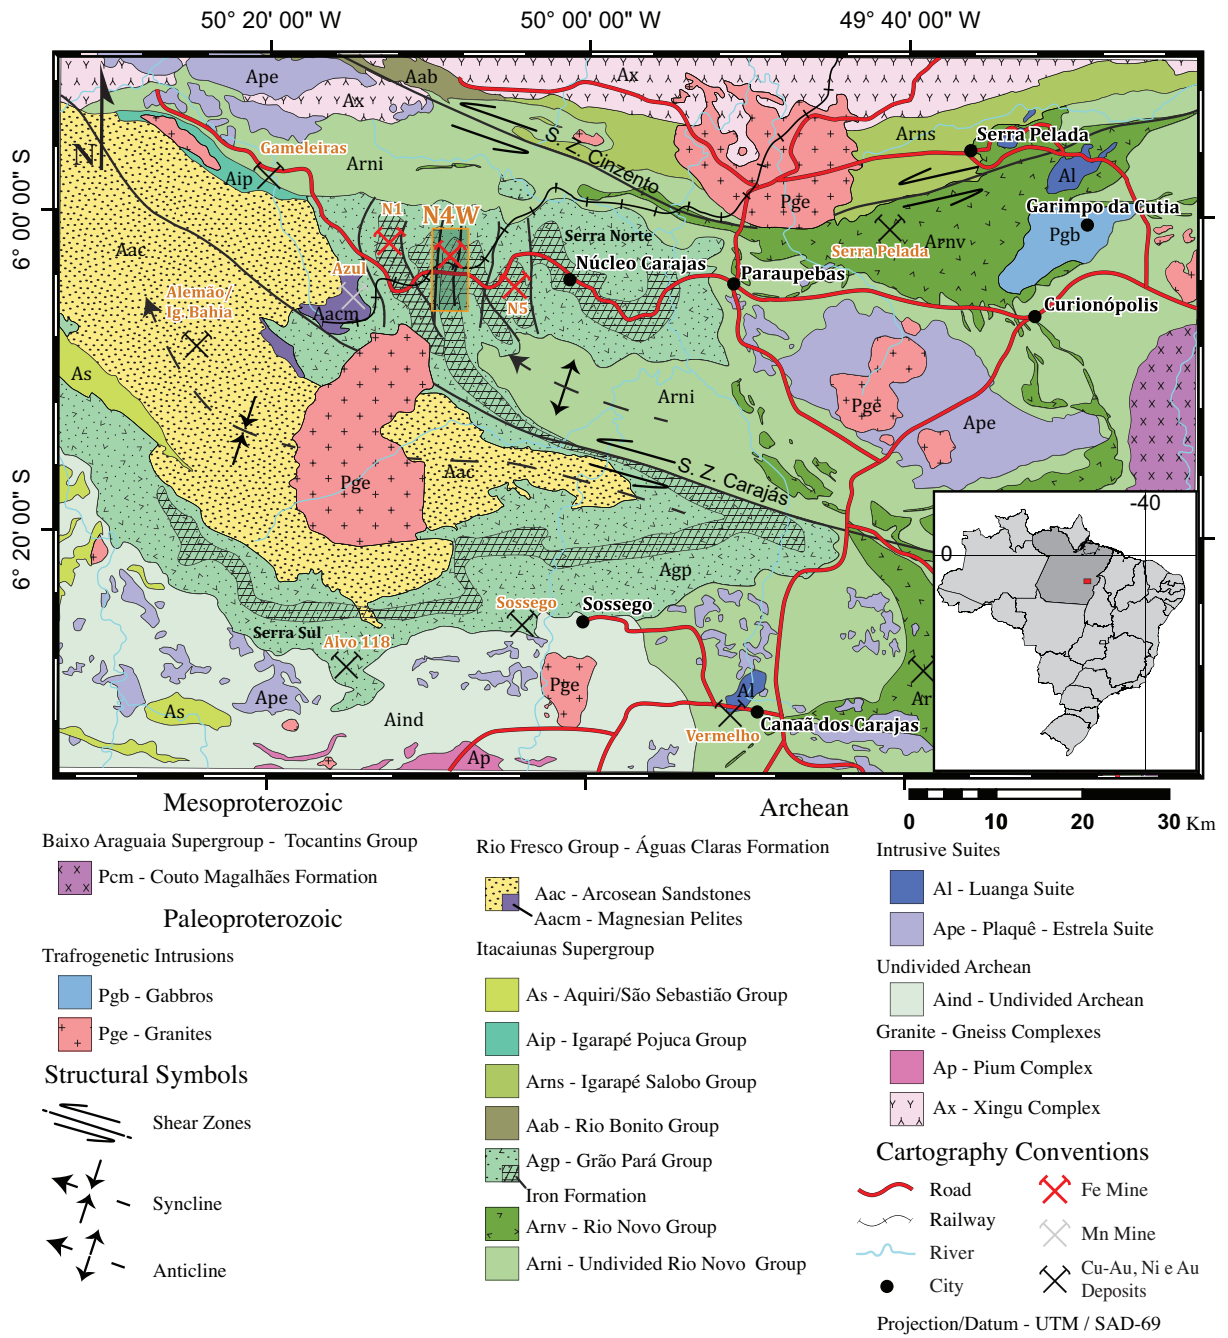 50° 20' 00" W
50° 00' 00" W
49° 40' 00" W
6° 00' 00" S
6° 20' 00" S
N
Ape
Aab
Ax
Ax
Arns
Serra Pelada
Gameleiras
Arni
S. Z. Cinzento
Aip
Al
Pge
Garimpo da Cutia
N1
N4W
Serra Norte
Serra Pelada
Arnv
Pgb
Aac
Azul
Núcleo Carajas
Paraupebas
Alemão/
Ig. Bahia
Aacm
N5
Curionópolis
As
Arni
Pge
Ape
Aac
Pge
S. Z. Carajás
-40
0
Agp
Sossego
Sossego
Serra Sul
Alvo 118
Ape
Pge
Al
Ar
As
Aind
Canaã dos Carajas
Vermelho
Ap
0 10 20 30 Km
Mesoproterozoic
Baixo Araguaia Supergroup - Tocantins Group
Pcm - Couto Magalhães Formation
Paleoproterozoic
Trafrogenetic Intrusions
Pgb - Gabbros
Pge - Granites
Structural Symbols
Shear Zones
Syncline
Anticline
Archean
Rio Fresco Group - Águas Claras Formation
Aac - Arcosean Sandstones
Aacm - Magnesian Pelites
Itacaiunas Supergroup
As - Aquiri/São Sebastião Group
Aip - Igarapé Pojuca Group
Arns - Igarapé Salobo Group
Aab - Rio Bonito Group
Agp - Grão Pará Group
Iron Formation
Arnv - Rio Novo Group
Arni - Undivided Rio Novo Group
Intrusive Suites
Al - Luanga Suite
Ape - Plaquê - Estrela Suite
Undivided Archean
Aind - Undivided Archean
Granite - Gneiss Complexes
Ap - Pium Complex
Ax - Xingu Complex
Cartography Conventions
Road
Railway
River
City
Fe Mine
Mn Mine
Cu-Au, Ni e Au
Deposits
Projection/Datum - UTM / SAD-69